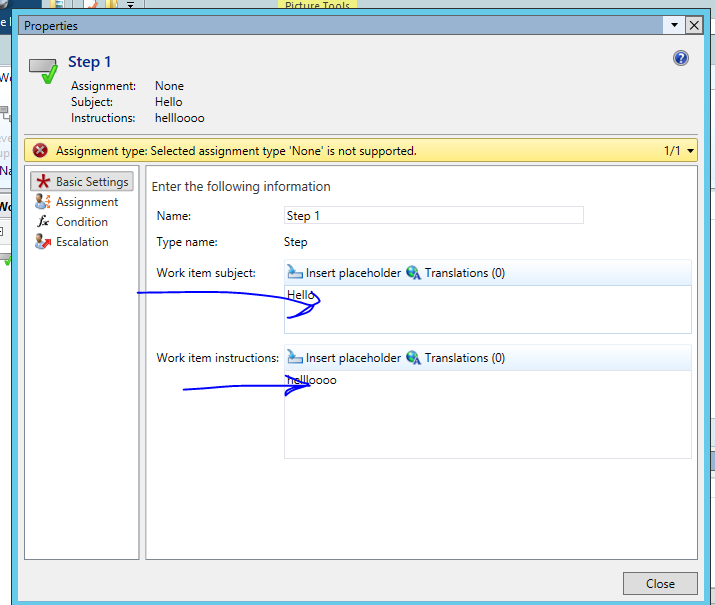 Picture Tools
Properties
Step 1
Assignment: None
Subject: Hello
Instructions: hellloooo
Assignment type: Selected assignment type 'None' is not supported. 1/1
Basic Settings
Assignment
Condition
Escalation
Enter the following information
Name: Step 1
Type name: Step
Work item subject: Insert placeholder Translations (0)
Hello
Work item instructions: Insert placeholder Translations (0)
hellloooo
Close